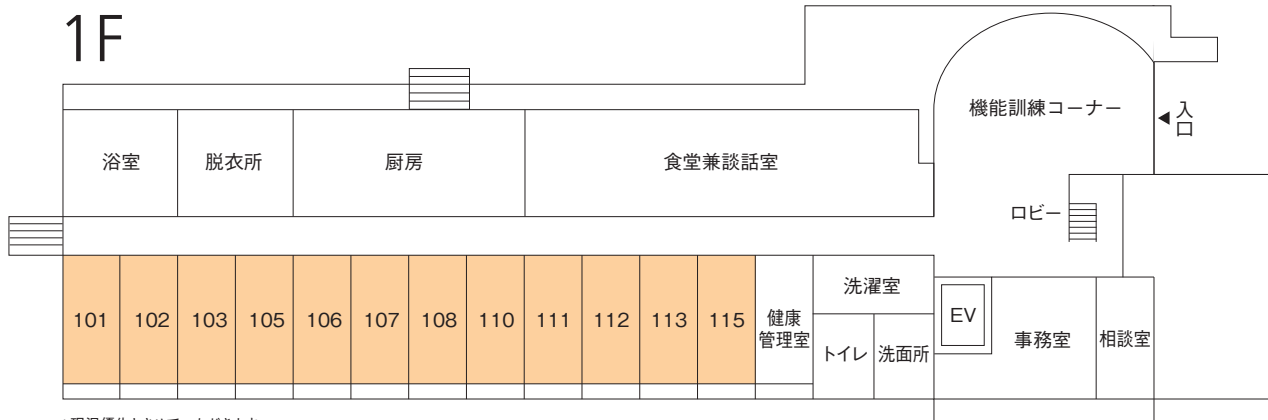 1F
機能訓練コーナー
入口
浴室
脱衣所
厨房
食堂兼談話室
ロビー
101
102
103
105
106
107
108
110
111
112
113
115
健康
管理室
洗濯室
トイレ
洗面所
EV
事務室
相談室